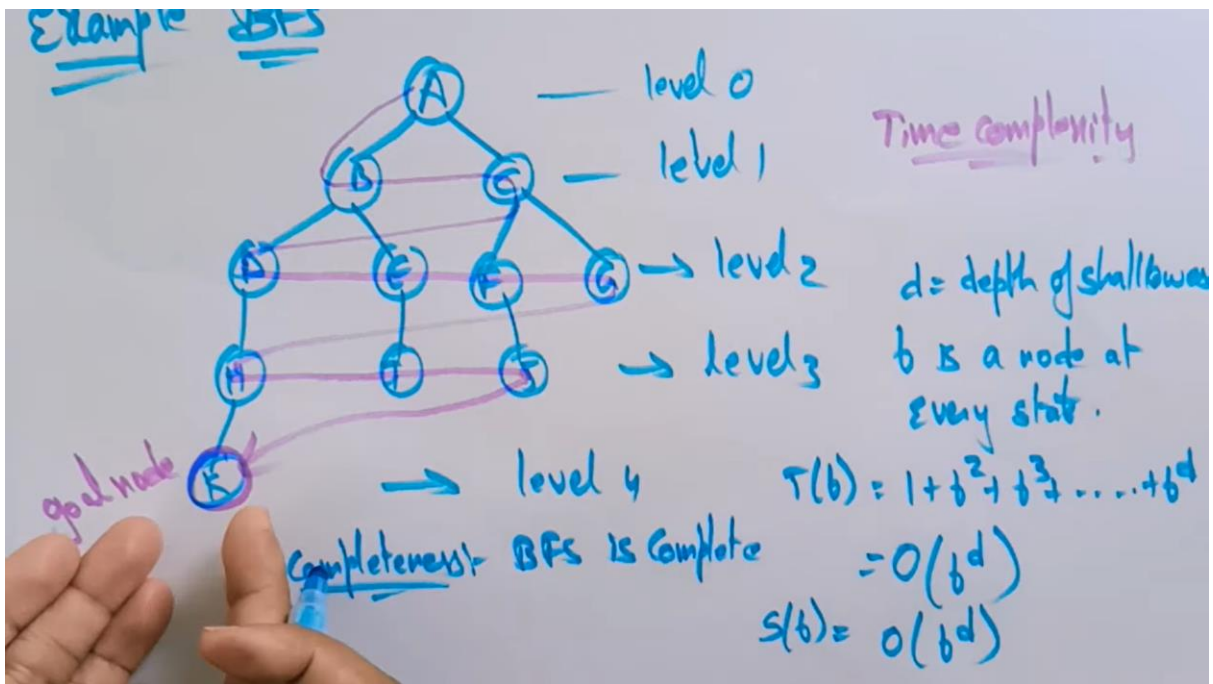 Example BFS
A
level 0
Time complexity
B C
level 1
D E F G
level 2
d = depth of shallowes
H I J
level 3
b is a node at
every state.
goal node
K
level 4
T(b) = 1 + b² + b³ + ..... + b^d
Completeness:- BFS is complete
= O(b^d)
S(b) = O(b^d)